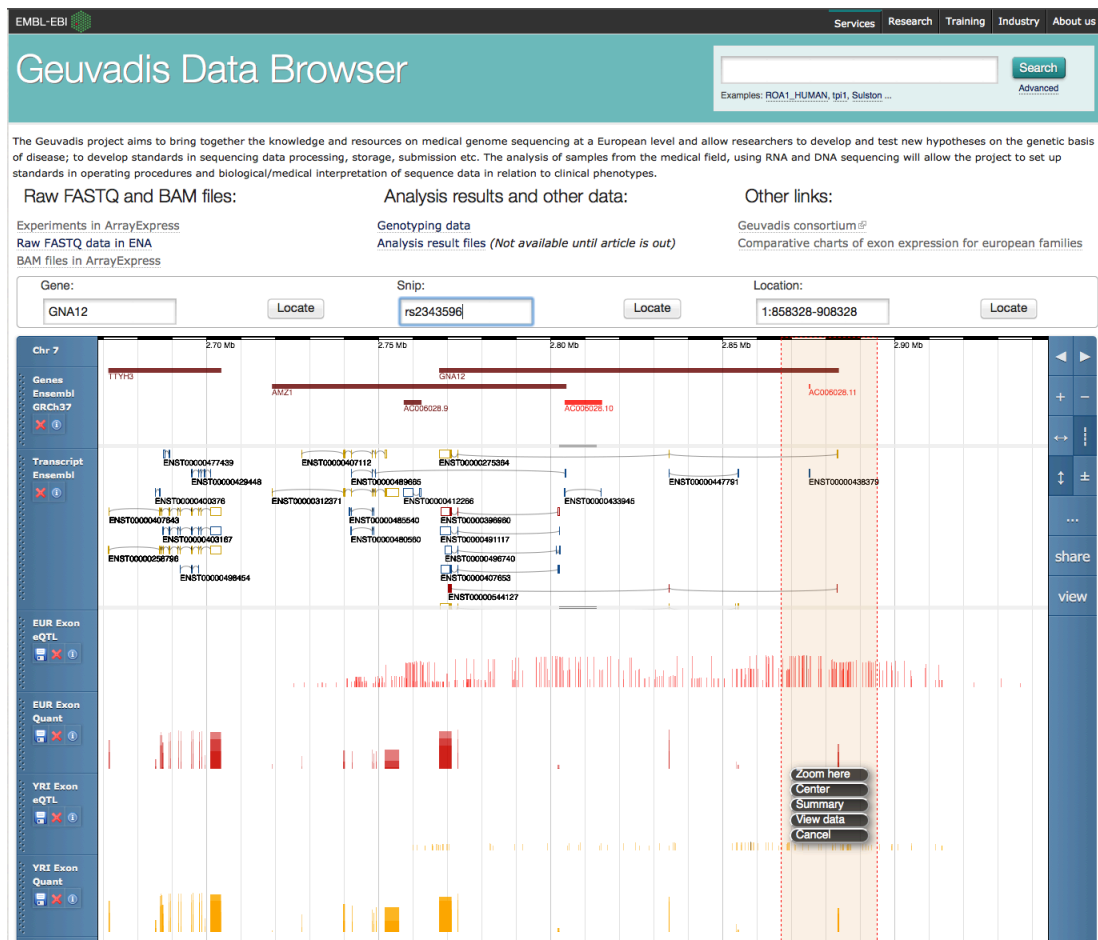 EMBL-EBI
Services Research Training Industry About us
Geuvadis Data Browser
Search
Advanced
Examples: ROA1_HUMAN, tpi1, Sulston ...
The Geuvadis project aims to bring together the knowledge and resources on medical genome sequencing at a European level and allow researchers to develop and test new hypotheses on the genetic basis
of disease; to develop standards in sequencing data processing, storage, submission etc. The analysis of samples from the medical field, using RNA and DNA sequencing will allow the project to set up
standards in operating procedures and biological/medical interpretation of sequence data in relation to clinical phenotypes.
Raw FASTQ and BAM files:
Experiments in ArrayExpress
Raw FASTQ data in ENA
BAM files in ArrayExpress
Analysis results and other data:
Genotyping data
Analysis result files (Not available until article is out)
Other links:
Geuvadis consortium
Comparative charts of exon expression for european families
Gene:
GNA12
Locate
Snip:
rs2343596
Locate
Location:
1:858328-908328
Locate
Chr 7
2.70 Mb 2.75 Mb 2.80 Mb 2.85 Mb 2.90 Mb
Genes
Ensembl
GRCh37
TTYH3 GNA12
AMZ1 AC006028.11
AC006028.9 AC006028.10
Transcript
Ensembl
ENST00000477439 ENST00000407112 ENST00000275364
ENST00000429448 ENST00000489665 ENST00000447791 ENST00000438379
ENST00000400376 ENST00000312371 ENST00000412266 ENST00000433945
ENST00000407643 ENST00000485540 ENST00000396960
ENST00000403167 ENST00000480560 ENST00000491117
ENST00000258796 ENST00000496740
ENST00000498454 ENST00000407653
ENST00000544127
EUR Exon
eQTL
EUR Exon
Quant
YRI Exon
eQTL
YRI Exon
Quant
Zoom here
Center
Summary
View data
Cancel
+ −
±
...
share
view